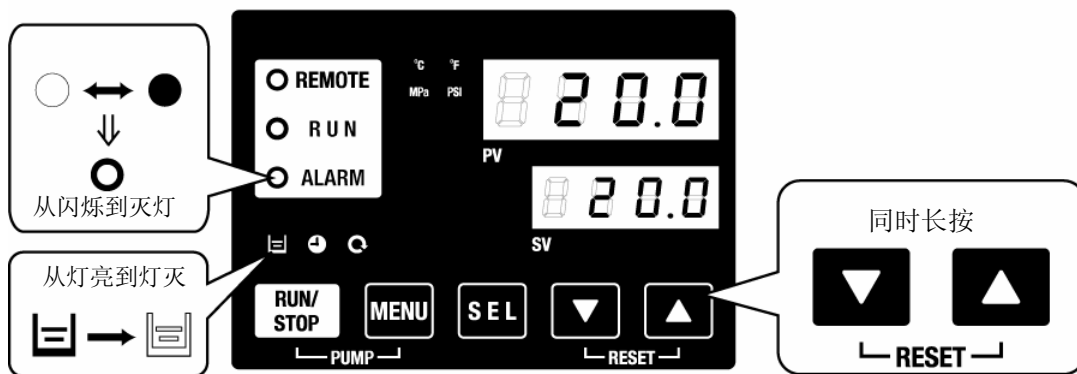 从闪烁到灭灯
从灯亮到灯灭
REMOTE
RUN
ALARM
°C °F
MPa PSI
20.0
PV
20.0
SV
RUN/
STOP
MENU
SEL
PUMP
RESET
同时长按
RESET